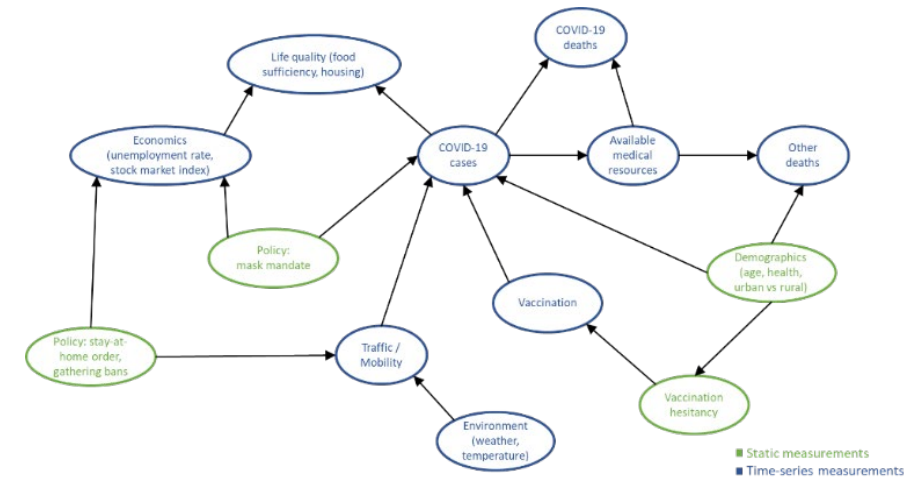 COVID-19
deaths
Life quality (food
sufficiency, housing)
Economics
(unemployment rate,
stock market index)
COVID-19
cases
Available
medical
resources
Other
deaths
Policy:
mask mandate
Demographics
(age, health,
urban vs rural)
Vaccination
Policy: stay-at-
home order,
gathering bans
Traffic /
Mobility
Vaccination
hesitancy
Environment
(weather,
temperature)
Static measurements
Time-series measurements